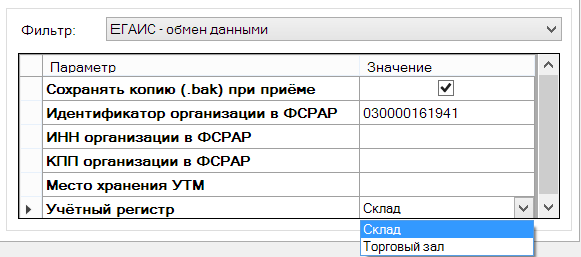 Фильтр: ЕГАИС - обмен данными
Параметр Значение
Сохранять копию (.bak) при приёме
Идентификатор организации в ФСРАР 030000161941
ИНН организации в ФСРАР
КПП организации в ФСРАР
Место хранения УТМ
Учётный регистр Склад
Склад
Торговый зал